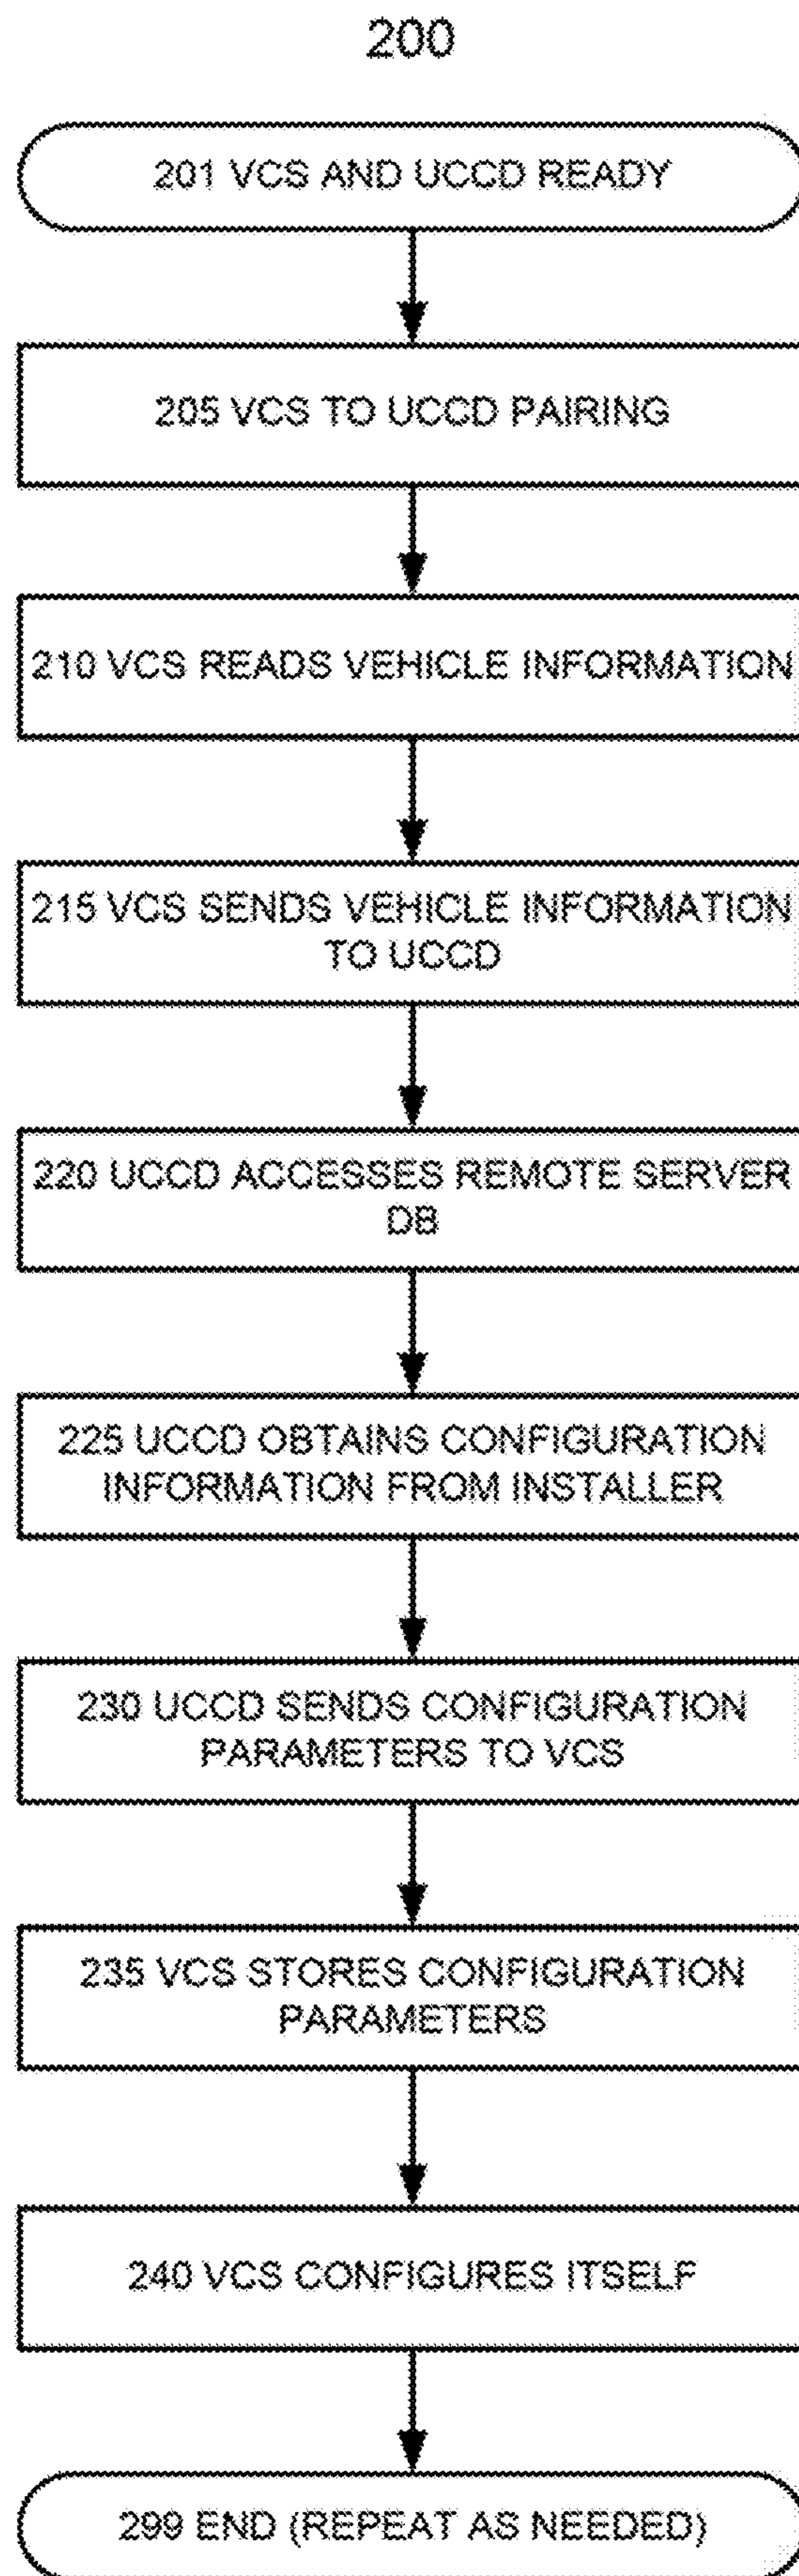 200
201 VCS AND UCCD READY
205 VCS TO UCCD PAIRING
210 VCS READS VEHICLE INFORMATION
215 VCS SENDS VEHICLE INFORMATION
TO UCCD
220 UCCD ACCESSES REMOTE SERVER
DB
225 UCCD OBTAINS CONFIGURATION
INFORMATION FROM INSTALLER
230 UCCD SENDS CONFIGURATION
PARAMETERS TO VCS
235 VCS STORES CONFIGURATION
PARAMETERS
240 VCS CONFIGURES ITSELF
299 END (REPEAT AS NEEDED)